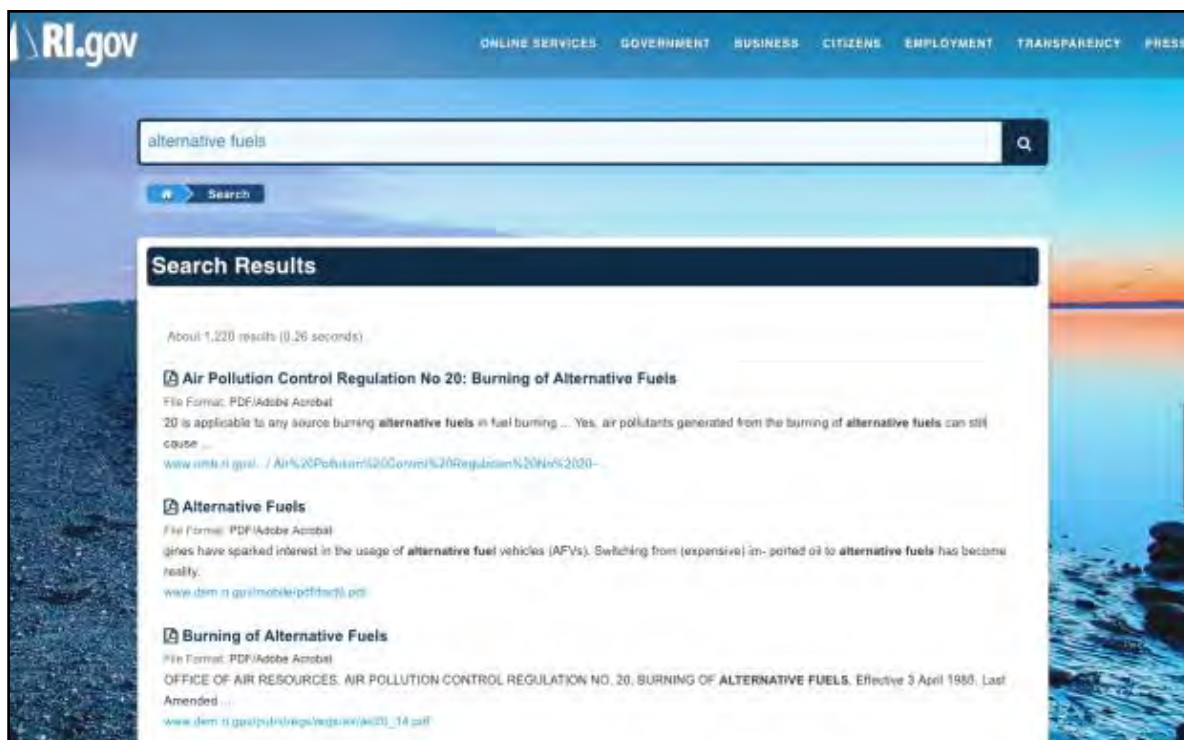 RI.gov
ONLINE SERVICES GOVERNMENT BUSINESS CITIZENS EMPLOYMENT TRANSPARENCY PRESS
alternative fuels
Search
Search Results
About 1,220 results (0.26 seconds)
Air Pollution Control Regulation No 20: Burning of Alternative Fuels
File Format: PDF/Adobe Acrobat
20 is applicable to any source burning alternative fuels in fuel burning ... Yes, air pollutants generated from the burning of alternative fuels can still
cause ...
Alternative Fuels
File Format: PDF/Adobe Acrobat
gines have sparked interest in the usage of alternative fuel vehicles (AFVs). Switching from (expensive) im- ported oil to alternative fuels has become
reality.
Burning of Alternative Fuels
File Format: PDF/Adobe Acrobat
OFFICE OF AIR RESOURCES. AIR POLLUTION CONTROL REGULATION NO. 20. BURNING OF ALTERNATIVE FUELS. Effective 3 April 1980. Last
Amended ...